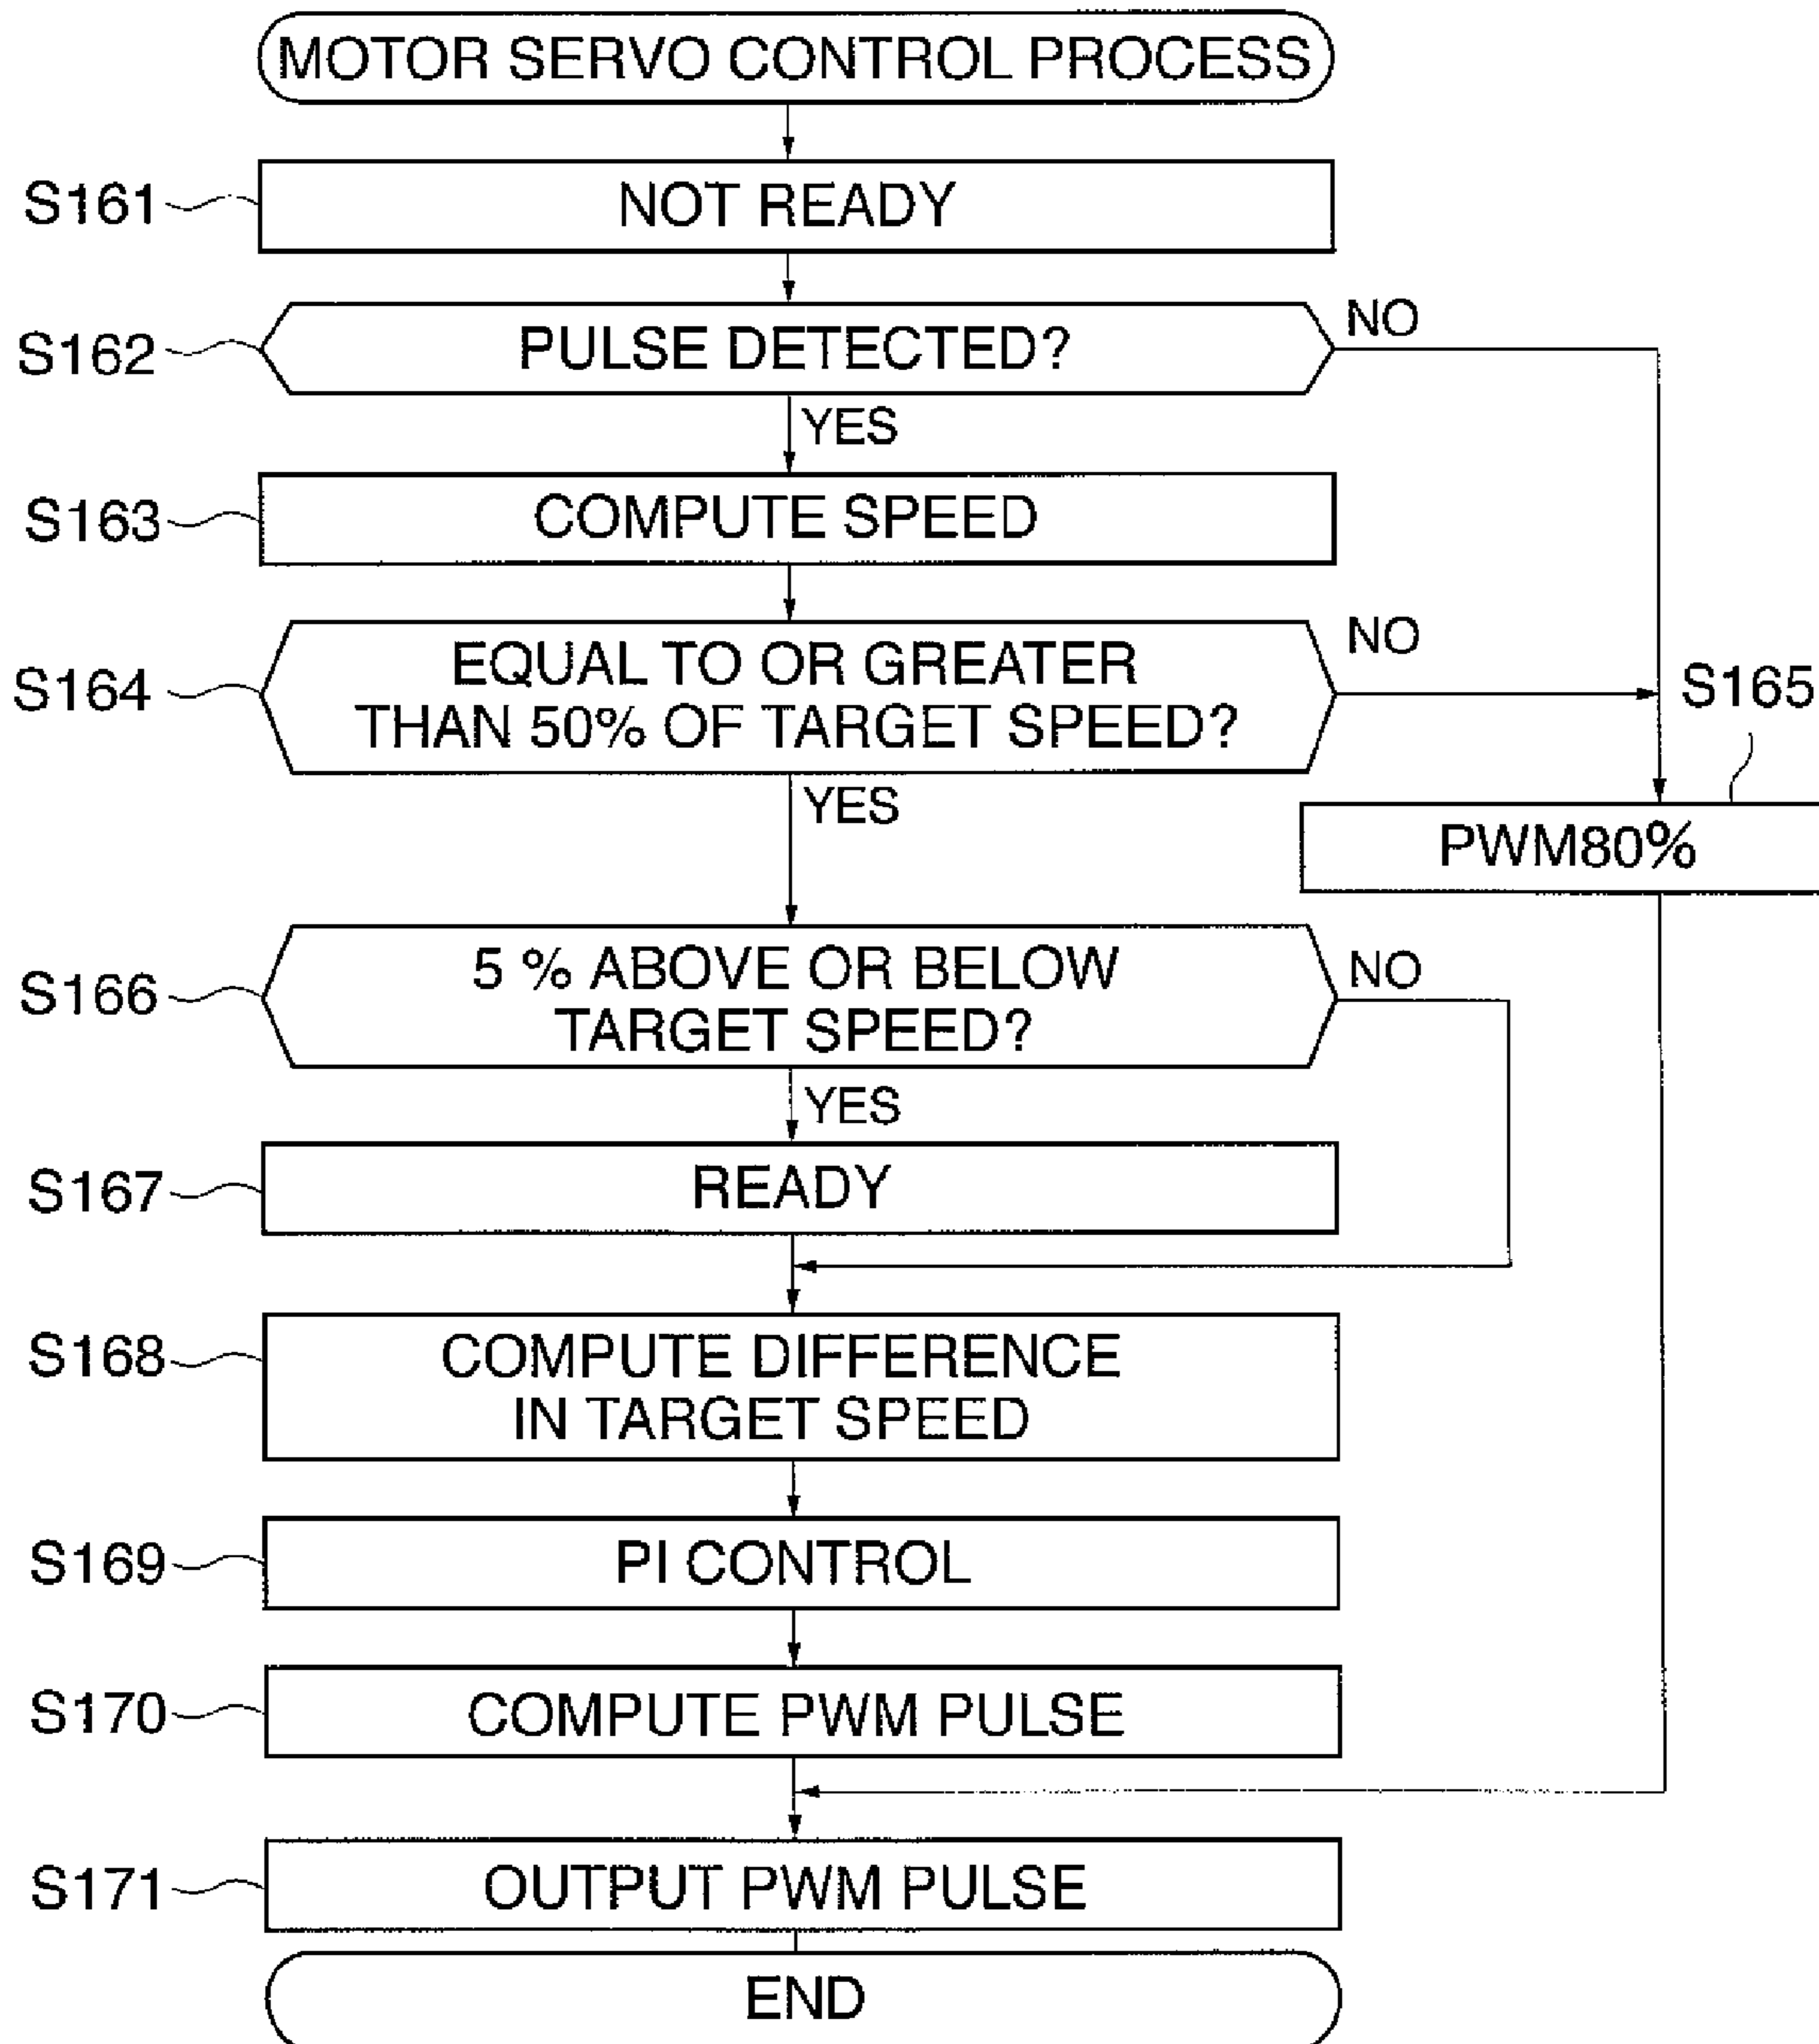 MOTOR SERVO CONTROL PROCESS
S161
NOT READY
S162
PULSE DETECTED?
NO
YES
S163
COMPUTE SPEED
S164
EQUAL TO OR GREATER
THAN 50% OF TARGET SPEED?
NO
YES
S165
PWM80%
S166
5 % ABOVE OR BELOW
TARGET SPEED?
NO
YES
S167
READY
S168
COMPUTE DIFFERENCE
IN TARGET SPEED
S169
PI CONTROL
S170
COMPUTE PWM PULSE
S171
OUTPUT PWM PULSE
END